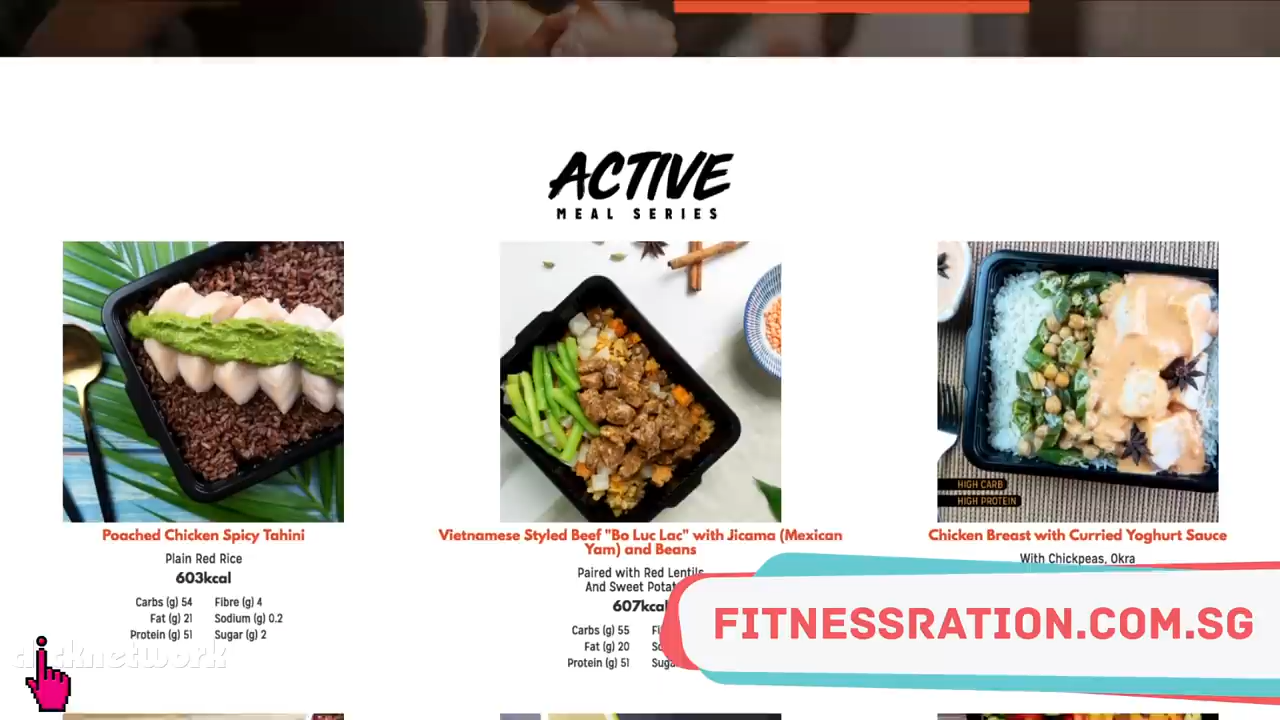 ACTIVE
MEAL SERIES
HIGH CARB
HIGH PROTEIN
Poached Chicken Spicy Tahini
Plain Red Rice
603kcal
Carbs (g) 54 Fibre (g) 4
Fat (g) 21 Sodium (g) 0.2
Protein (g) 51 Sugar (g) 2
Vietnamese Styled Beef "Bo Luc Lac" with Jicama (Mexican
Yam) and Beans
Paired with Red Lentils
And Sweet
607kcal
Carbs (g) 55
Fat (g) 20
Protein (g) 51
Chicken Breast with Curried Yoghurt Sauce
With Chickpeas, Okra
FITNESSRATION.COM.SG
clicknetwork